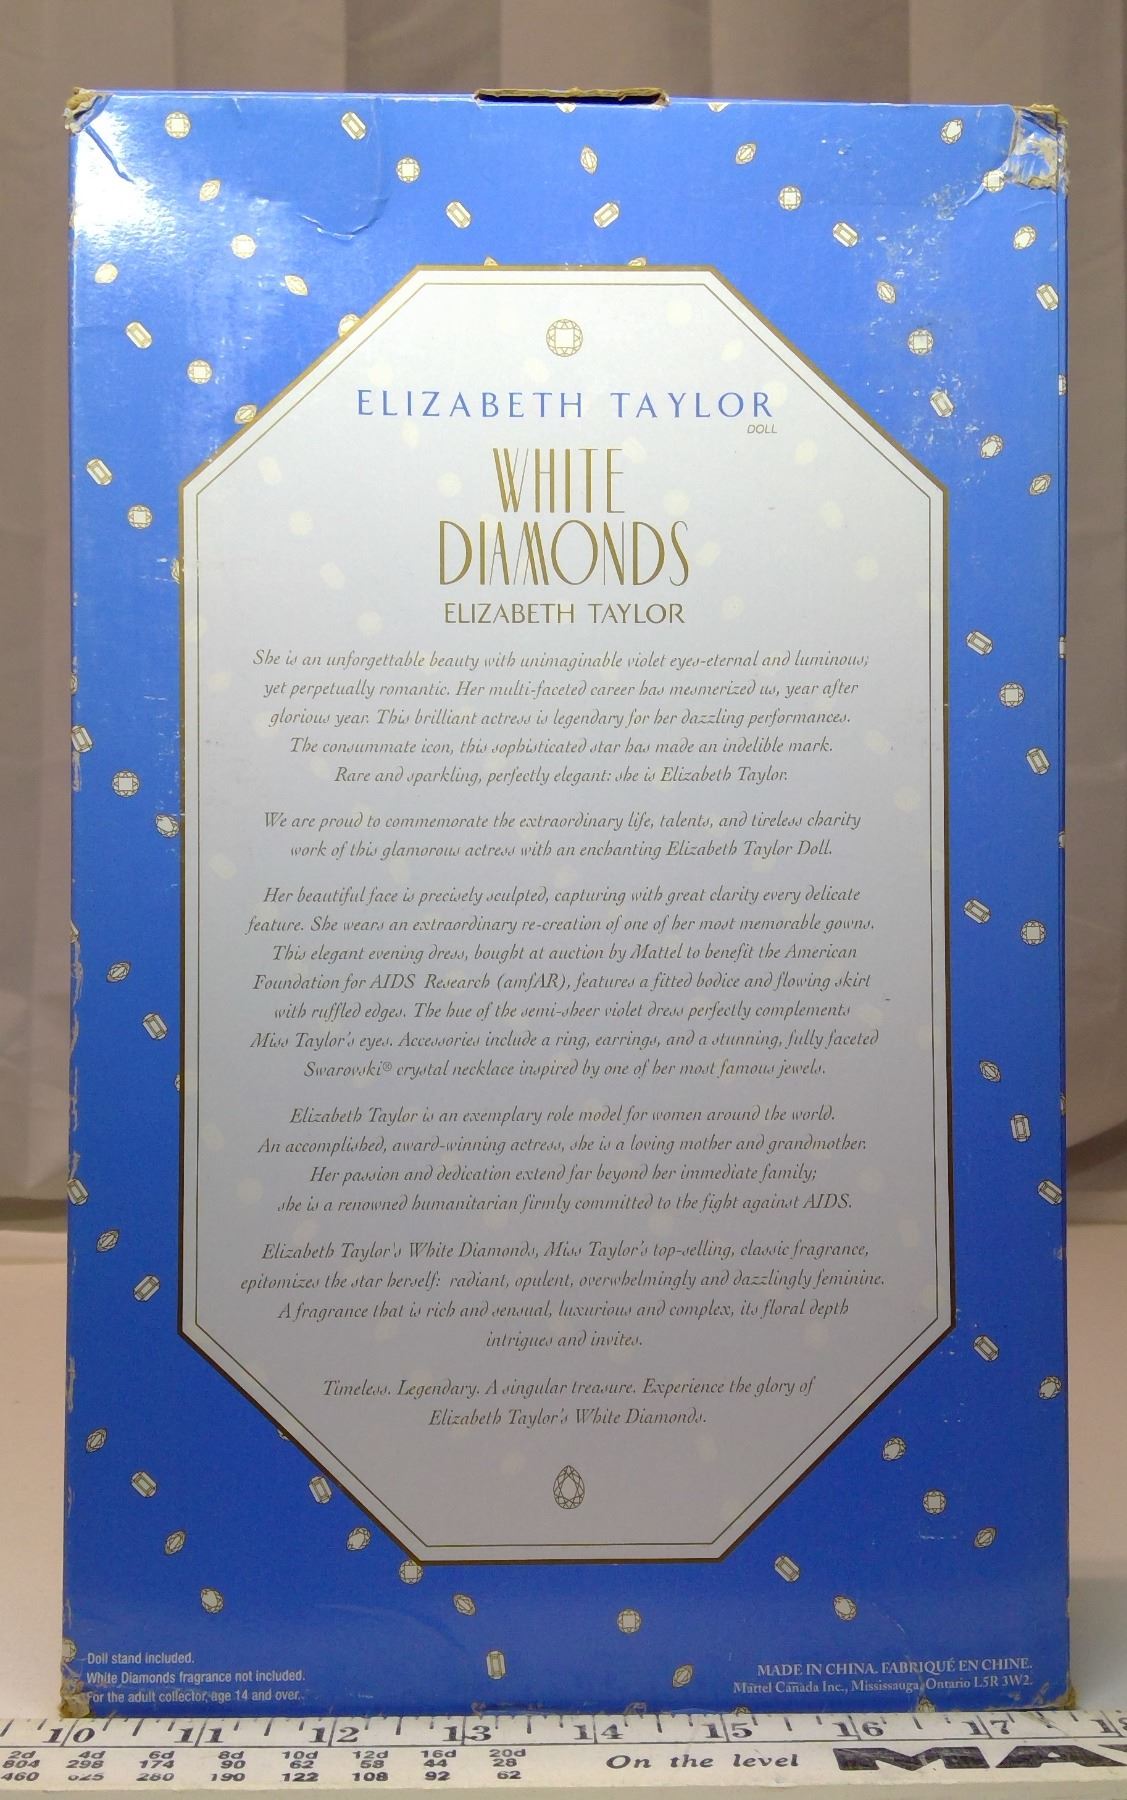 ELIZABETH TAYLOR
DOLL
WHITE
DIAMONDS
ELIZABETH TAYLOR
She is an unforgettable beauty with unimaginable violet eyes-eternal and luminous;
yet perpetually romantic. Her multi-faceted career has mesmerized us, year after
glorious year. This brilliant actress is legendary for her dazzling performances.
The consummate icon, this sophisticated star has made an indelible mark.
Rare and sparkling, perfectly elegant: she is Elizabeth Taylor.
We are proud to commemorate the extraordinary life, talents, and tireless charity
work of this glamorous actress with an enchanting Elizabeth Taylor Doll.
Her beautiful face is precisely sculpted, capturing with great clarity every delicate
feature. She wears an extraordinary re-creation of one of her most memorable gowns.
This elegant evening dress, bought at auction by Mattel to benefit the American
Foundation for AIDS Research (amfAR), features a fitted bodice and flowing skirt
with ruffled edges. The hue of the semi-sheer violet dress perfectly complements
Miss Taylor's eyes. Accessories include a ring, earrings, and a stunning, fully faceted
Swarovski® crystal necklace inspired by one of her most famous jewels.
Elizabeth Taylor is an exemplary role model for women around the world.
An accomplished, award-winning actress, she is a loving mother and grandmother.
Her passion and dedication extend far beyond her immediate family;
she is a renowned humanitarian firmly committed to the fight against AIDS.
Elizabeth Taylor's White Diamonds, Miss Taylor's top-selling, classic fragrance,
epitomizes the star herself: radiant, opulent, overwhelmingly and dazzlingly feminine.
A fragrance that is rich and sensual, luxurious and complex, its floral depth
intrigues and invites.
Timeless. Legendary. A singular treasure. Experience the glory of
Elizabeth Taylor's White Diamonds.
Doll stand included.
White Diamonds fragrance not included.
For the adult collector, age 14 and over.
MADE IN CHINA. FABRIQUÉ EN CHINE.
Mattel Canada Inc., Mississauga, Ontario L5R 3W2.
10 11 12 13 14 15 16 17 18
2d 4d 6d 8d 10d 12d 16d 20d
804 298 174 90 62 58 44 28
460 280 190 122 108 92 62
On the level